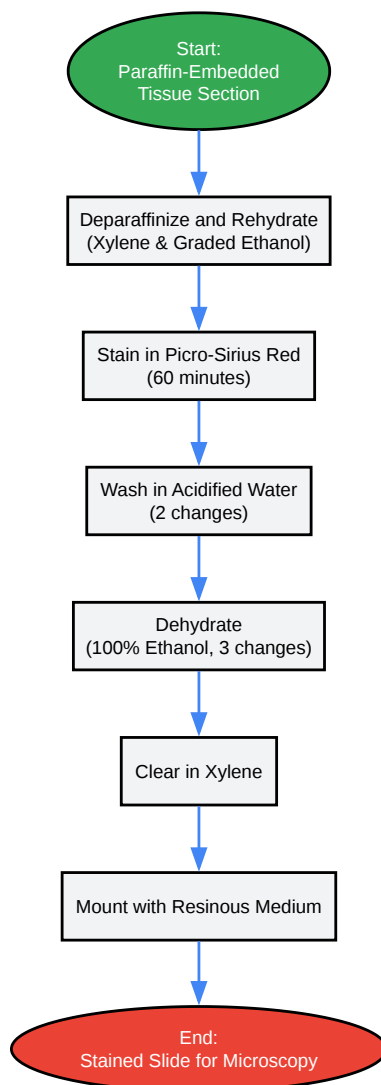 Start:
Paraffin-Embedded
Tissue Section
Deparaffinize and Rehydrate
(Xylene & Graded Ethanol)
Stain in Picro-Sirius Red
(60 minutes)
Wash in Acidified Water
(2 changes)
Dehydrate
(100% Ethanol, 3 changes)
Clear in Xylene
Mount with Resinous Medium
End:
Stained Slide for Microscopy